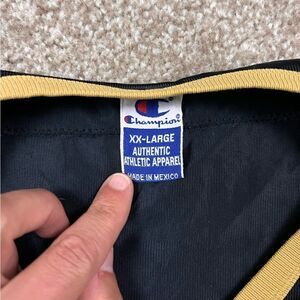 Champion
XX-LARGE
AUTHENTIC
ATHLETIC APPAREL
MADE IN MEXICO